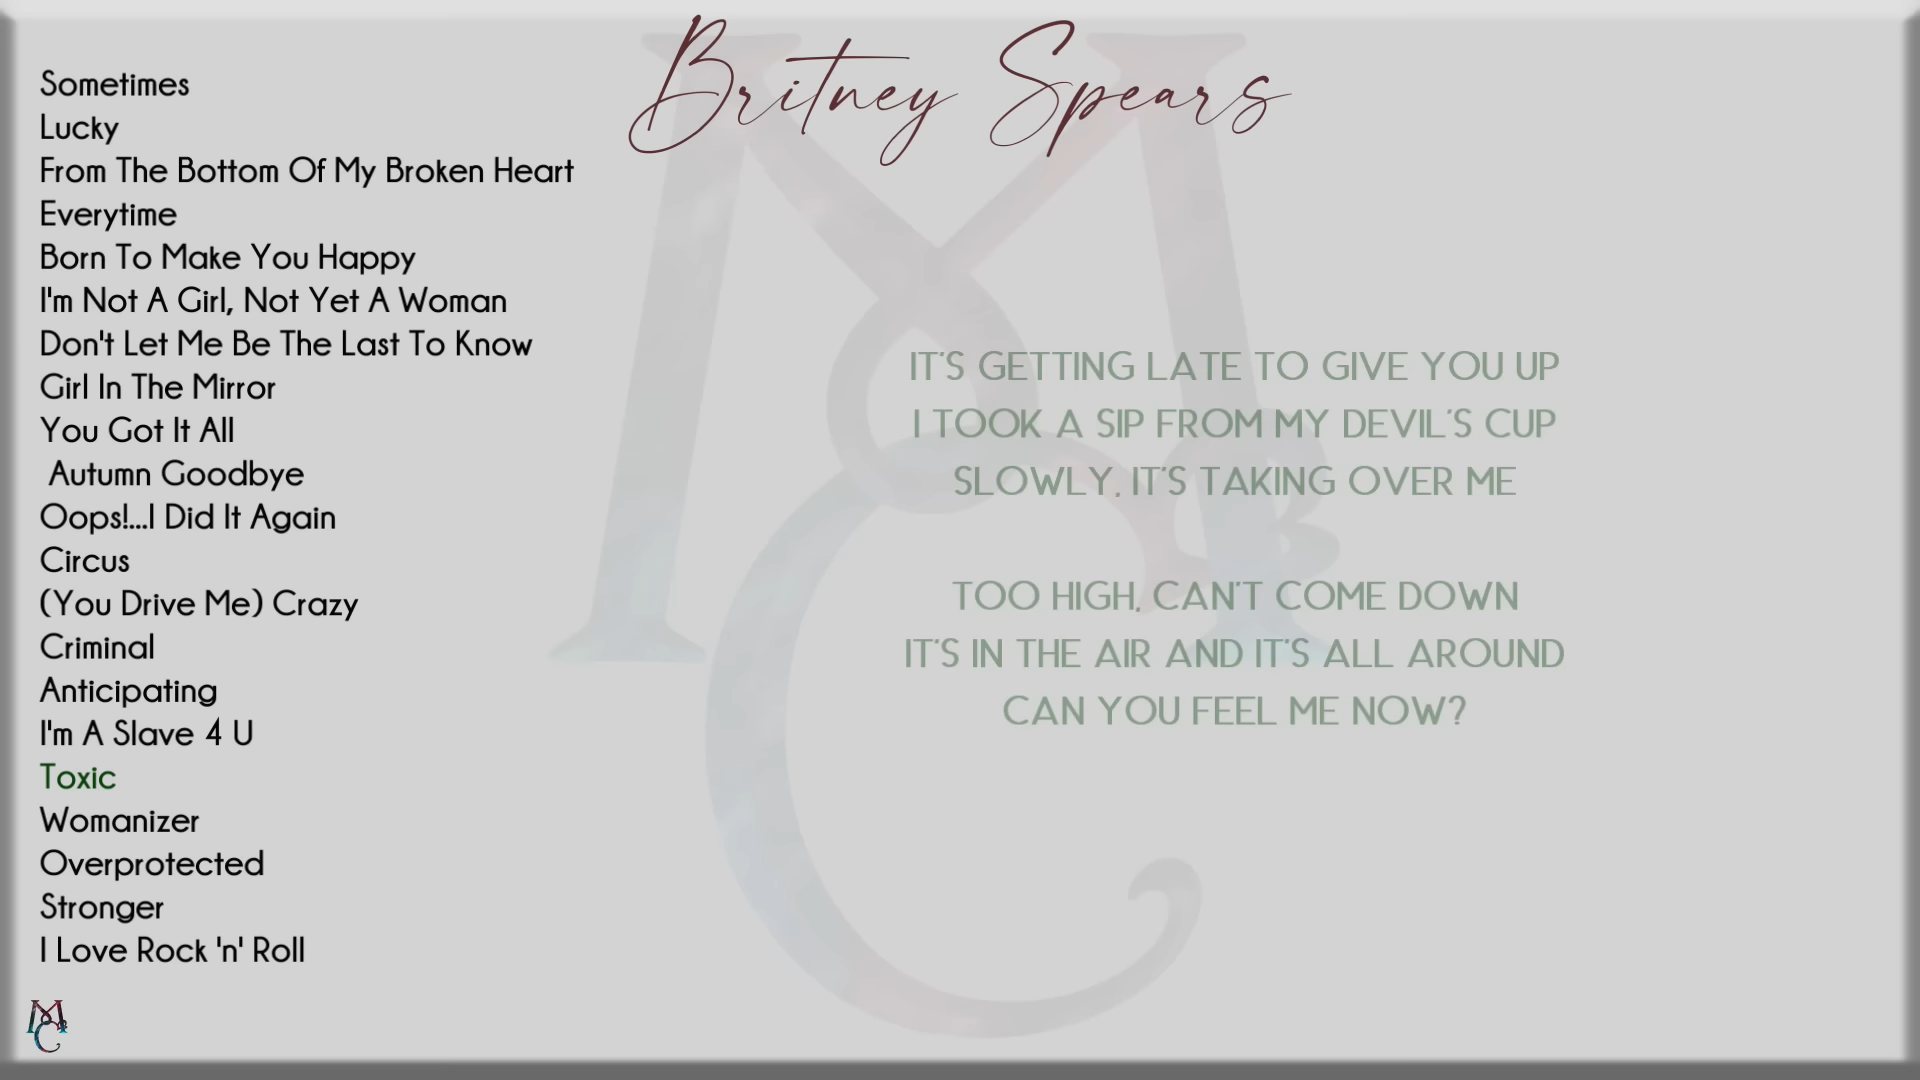 Britney Spears
Sometimes
Lucky
From The Bottom Of My Broken Heart
Everytime
Born To Make You Happy
I'm Not A Girl, Not Yet A Woman
Don't Let Me Be The Last To Know
Girl In The Mirror
You Got It All
Autumn Goodbye
Oops!...I Did It Again
Circus
(You Drive Me) Crazy
Criminal
Anticipating
I'm A Slave 4 U
Toxic
Womanizer
Overprotected
Stronger
I Love Rock 'n' Roll
IT'S GETTING LATE TO GIVE YOU UP
I TOOK A SIP FROM MY DEVIL'S CUP
SLOWLY, IT'S TAKING OVER ME
TOO HIGH, CAN'T COME DOWN
IT'S IN THE AIR AND IT'S ALL AROUND
CAN YOU FEEL ME NOW?